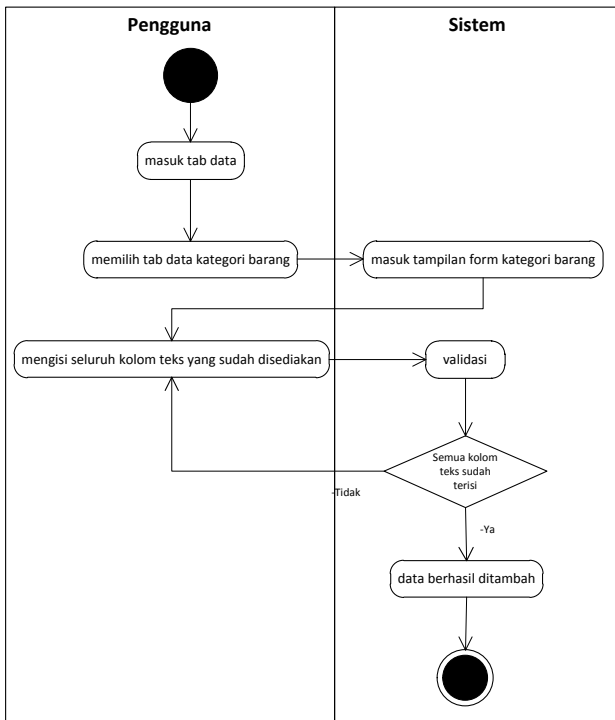 Pengguna
Sistem
masuk tab data
memilih tab data kategori barang
masuk tampilan form kategori barang
mengisi seluruh kolom teks yang sudah disediakan
validasi
Semua kolom
teks sudah
terisi
-Tidak
-Ya
data berhasil ditambah